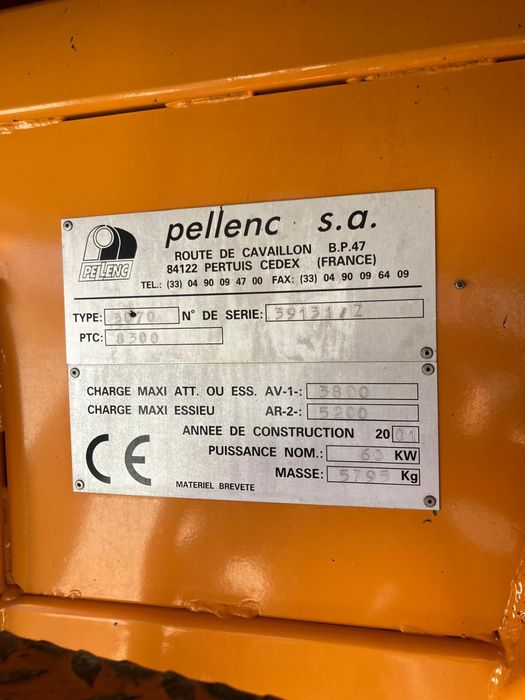 PELLENC
pellenc s.a.
ROUTE DE CAVAILLON B.P.47
84122 PERTUIS CEDEX (FRANCE)
TEL.: (33) 04 90 09 47 00 FAX: (33) 04 90 09 64 09
TYPE: 3070 N° DE SERIE: 39131/Z
PTC: 8300
CHARGE MAXI ATT. OU ESS. AV-1-: 3800
CHARGE MAXI ESSIEU AR-2-: 5200
ANNEE DE CONSTRUCTION 2001
PUISSANCE NOM.: KW
MASSE: 5795 Kg
CE
MATERIEL BREVETE